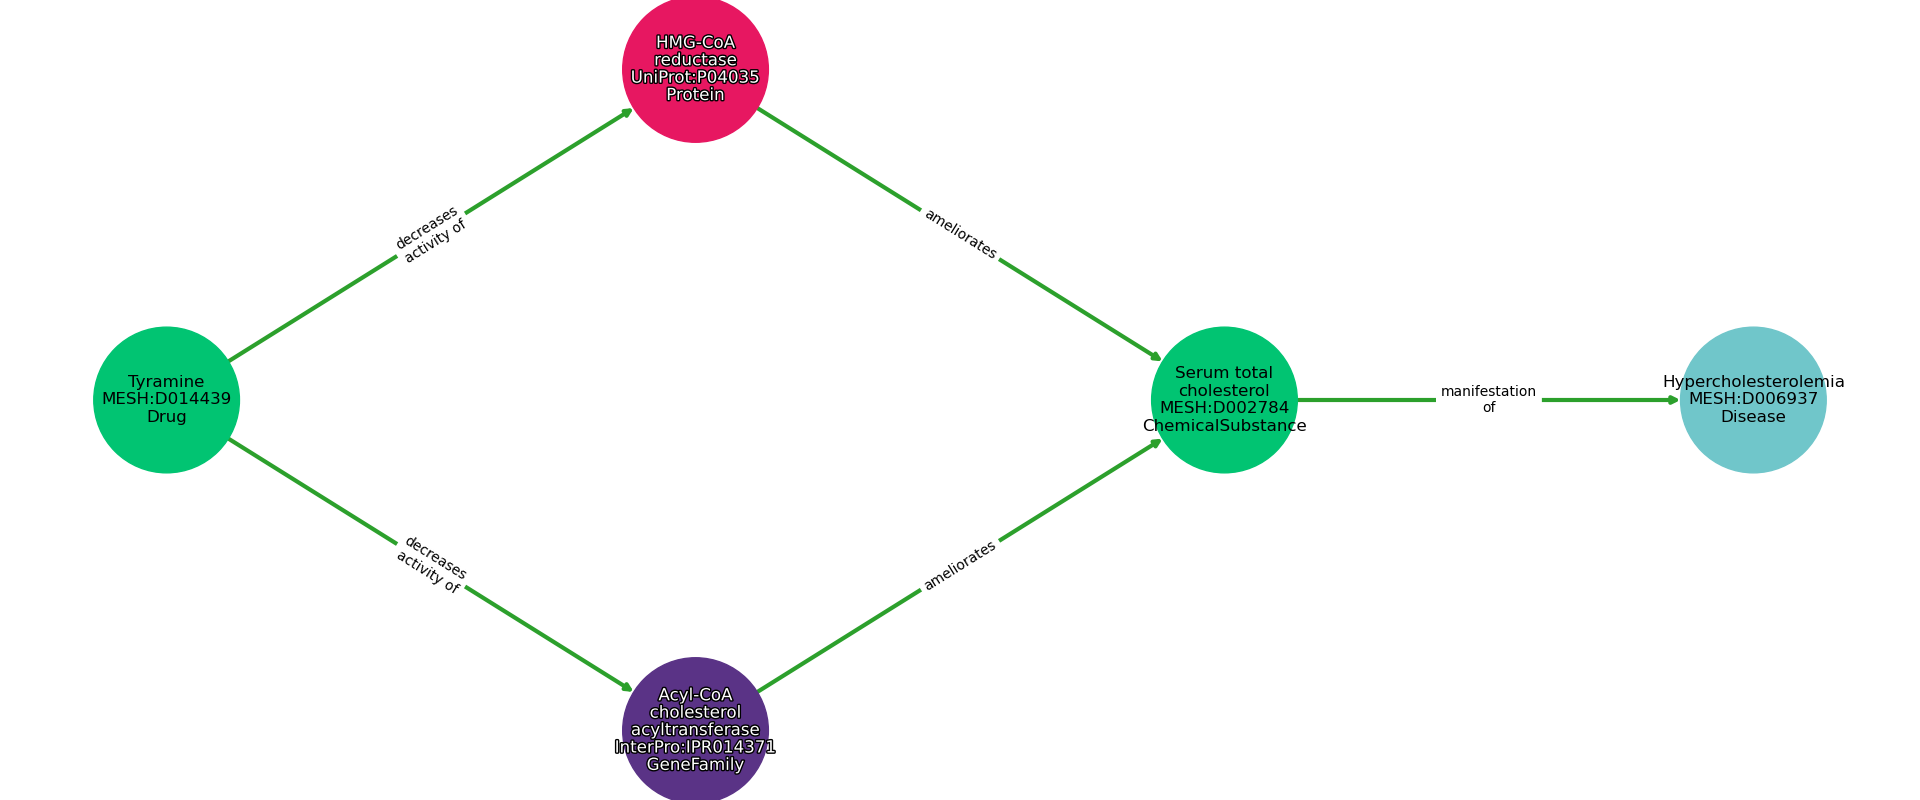 HMG-CoA
reductase
UniProt:P04035
Protein
decreases
activity of
ameliorates
Tyramine
MESH:D014439
Drug
Serum total
cholesterol
MESH:D002784
ChemicalSubstance
manifestation
of
Hypercholesterolemia
MESH:D006937
Disease
decreases
activity of
ameliorates
Acyl-CoA
cholesterol
acyltransferase
InterPro:IPR014371
GeneFamily